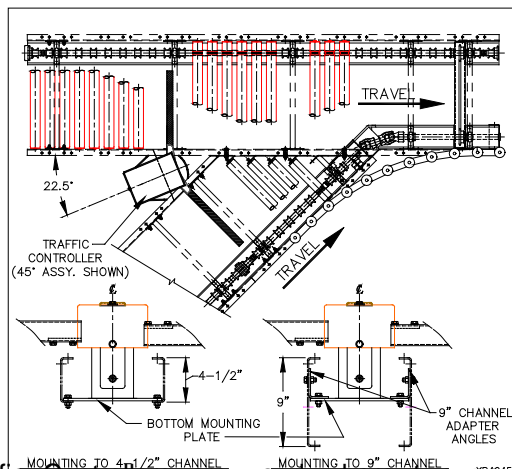 TRAVEL
22.5°
TRAFFIC
CONTROLLER
(45° ASSY. SHOWN)
TRAVEL
℄
℄
4-1/2"
9"
BOTTOM MOUNTING
PLATE
9" CHANNEL
ADAPTER
ANGLES
MOUNTING TO 4-1/2" CHANNEL
MOUNTING TO 9" CHANNEL